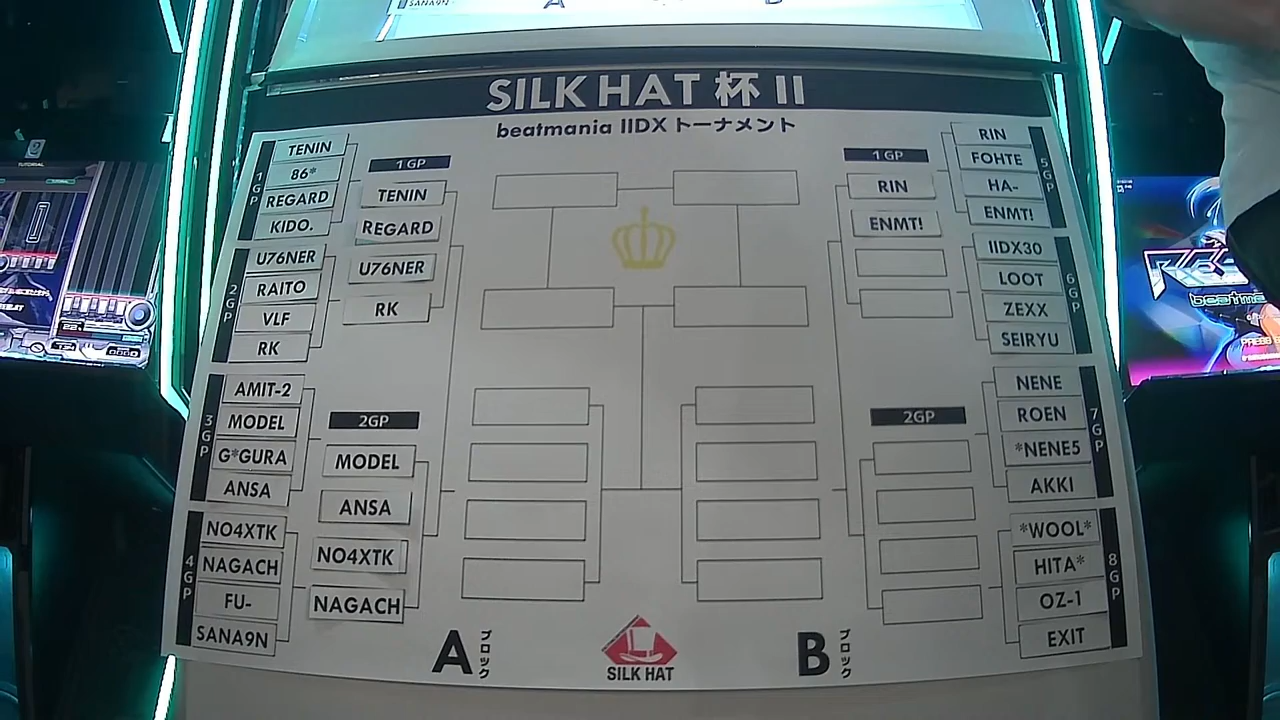 SANA9N
SILK HAT 杯 II
beatmania IIDX トーナメント
1GP
TENIN
86*
REGARD
KIDO.
2GP
U76NER
RAITO
VLF
RK
3GP
AMIT-2
MODEL
G*GURA
ANSA
4GP
NO4XTK
NAGACH
FU-
SANA9N
1GP
TENIN
REGARD
U76NER
RK
2GP
MODEL
ANSA
NO4XTK
NAGACH
A ブロック
SILK HAT
B ブロック
1GP
RIN
ENMT!
2GP
5GP
RIN
FOHTE
HA-
ENMT!
6GP
IIDX30
LOOT
ZEXX
SEIRYU
7GP
NENE
ROEN
*NENE5
AKKI
8GP
*WOOL*
HITA*
OZ-1
EXIT
TUTORIAL